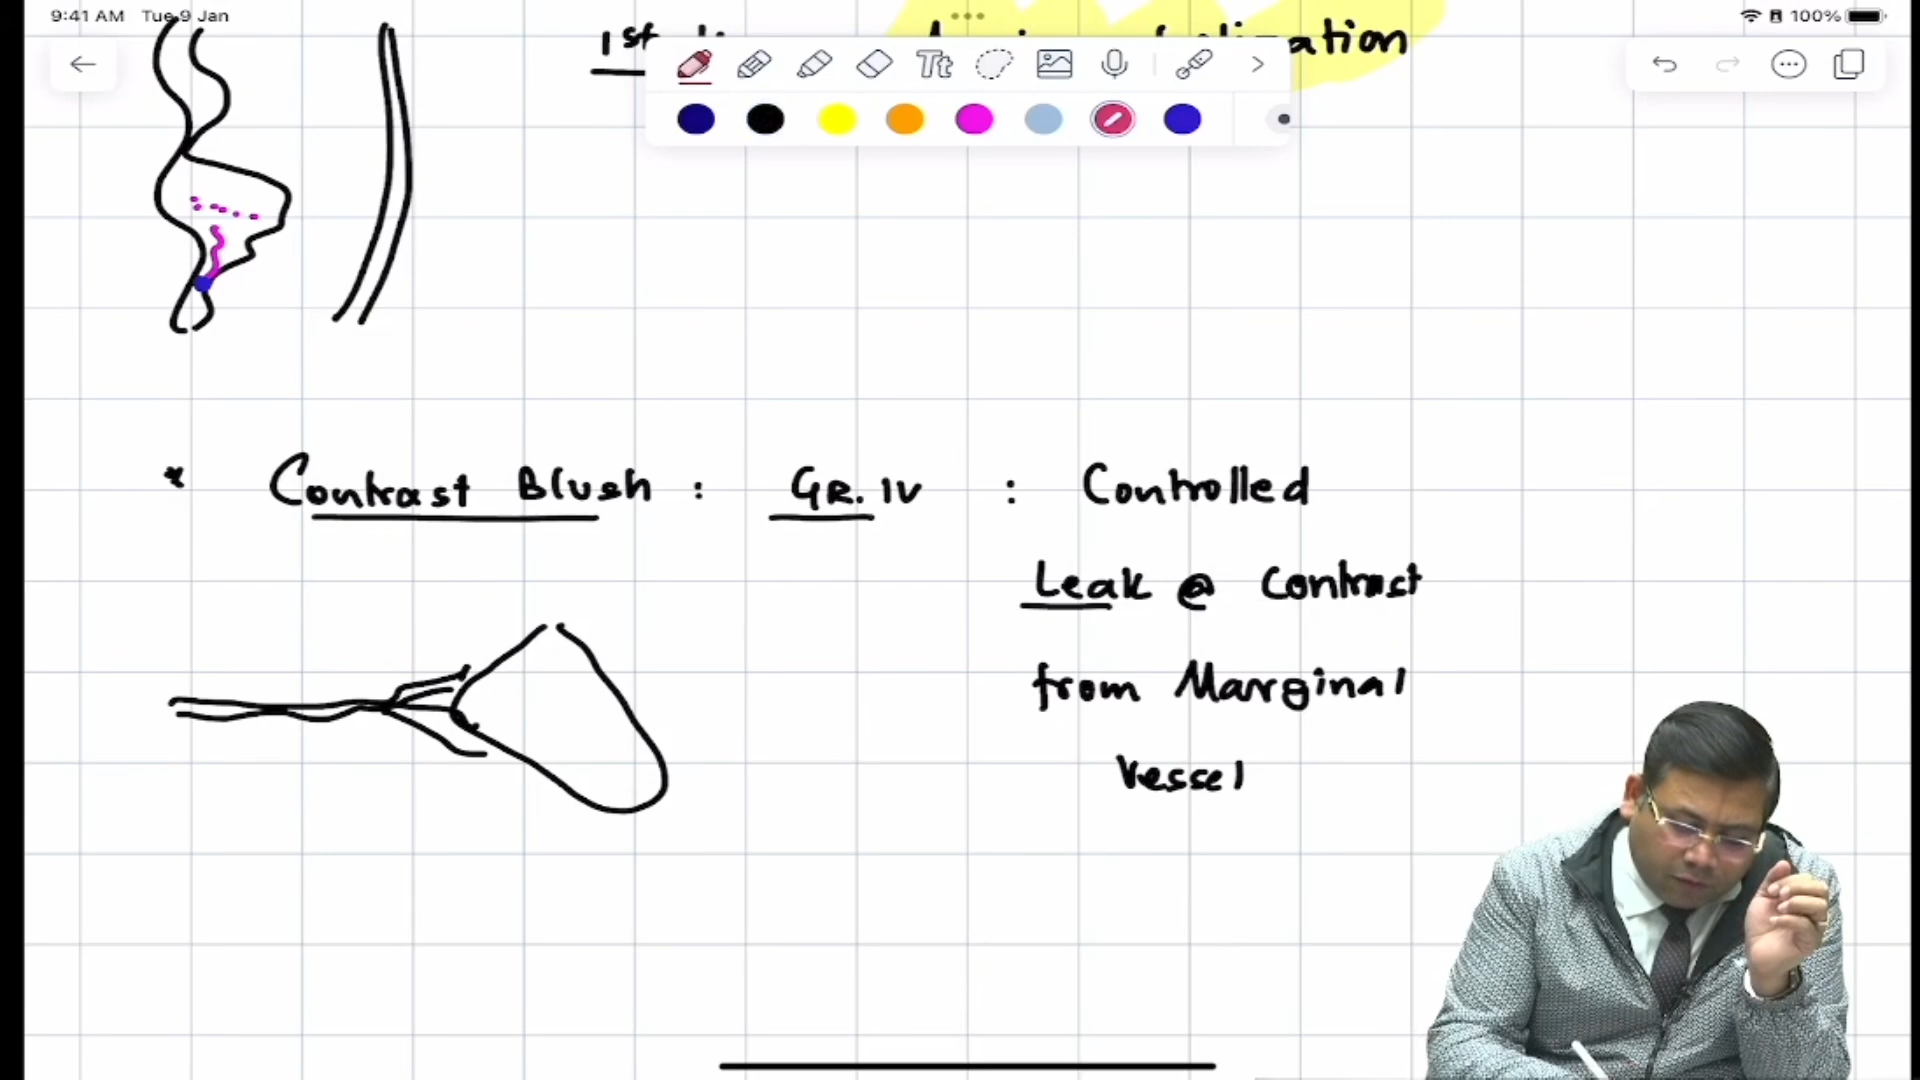 9:41 AM Tue 9 Jan
100%
1st
ation
Tt
* Contrast Blush : GR. IV : Controlled
Leak @ Contrast
from Marginal
Vessel